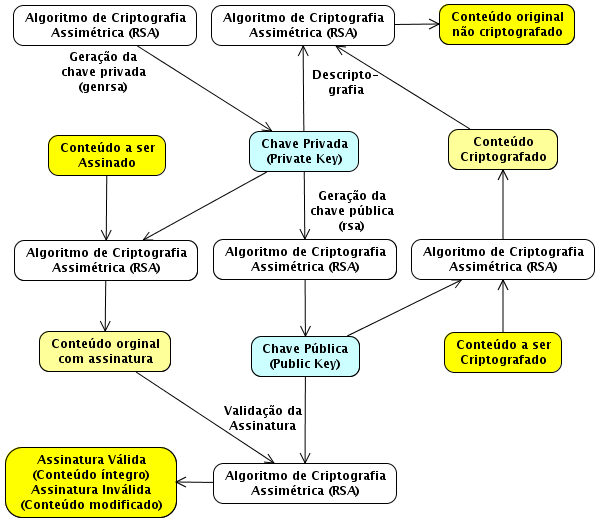 Algoritmo de Criptografia
Assimétrica (RSA)
Algoritmo de Criptografia
Assimétrica (RSA)
Conteúdo original
não criptografado
Geração da
chave privada
(genrsa)
Descripto-
grafia
Conteúdo a ser
Assinado
Chave Privada
(Private Key)
Conteúdo
Criptografado
Geração da
chave pública
(rsa)
Algoritmo de Criptografia
Assimétrica (RSA)
Algoritmo de Criptografia
Assimétrica (RSA)
Algoritmo de Criptografia
Assimétrica (RSA)
Conteúdo orginal
com assinatura
Chave Pública
(Public Key)
Conteúdo a ser
Criptografado
Validação da
Assinatura
Assinatura Válida
(Conteúdo íntegro)
Assinatura Inválida
(Conteúdo modificado)
Algoritmo de Criptografia
Assimétrica (RSA)